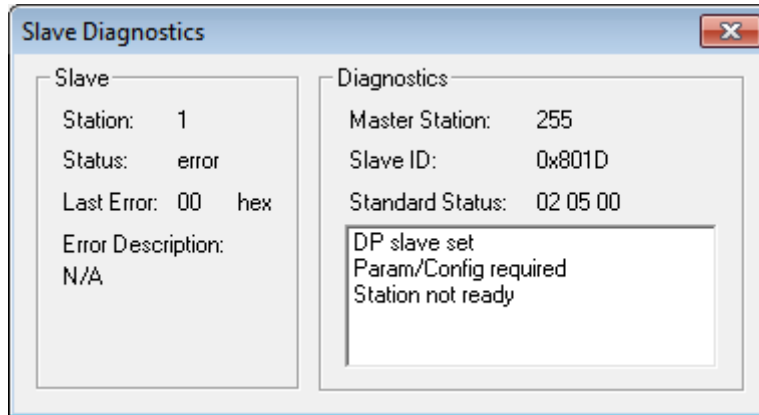 Slave Diagnostics
Slave
Station: 1
Status: error
Last Error: 00 hex
Error Description:
N/A
Diagnostics
Master Station: 255
Slave ID: 0x801D
Standard Status: 02 05 00
DP slave set
Param/Config required
Station not ready